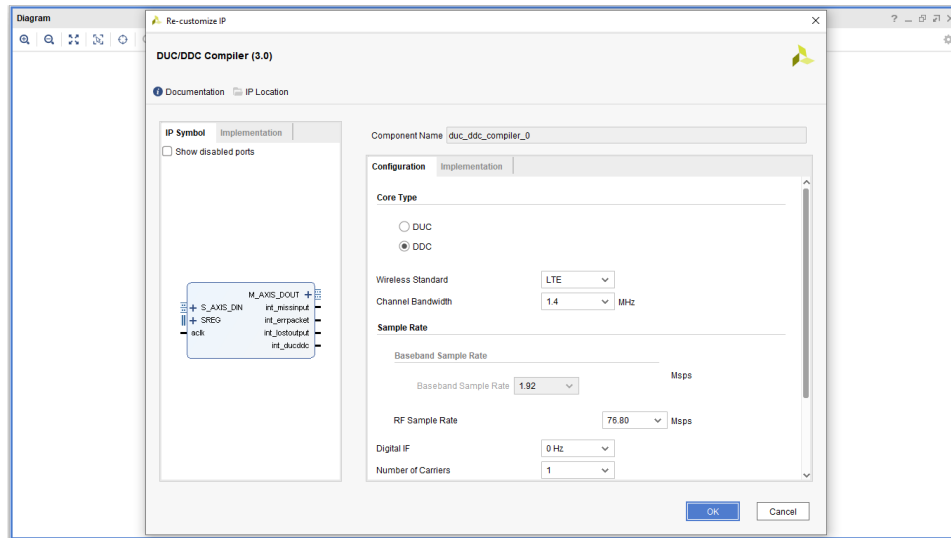 Diagram
Re-customize IP
DUC/DDC Compiler (3.0)
Documentation IP Location
IP Symbol Implementation
Show disabled ports
M_AXIS_DOUT
S_AXIS_DIN int_missinput
SREG int_errpacket
aclk int_lostoutput
int_ducddc
Component Name duc_ddc_compiler_0
Configuration Implementation
Core Type
DUC
DDC
Wireless Standard LTE
Channel Bandwidth 1.4 MHz
Sample Rate
Baseband Sample Rate
Msps
Baseband Sample Rate 1.92
RF Sample Rate 76.80 Msps
Digital IF 0 Hz
Number of Carriers 1
OK Cancel